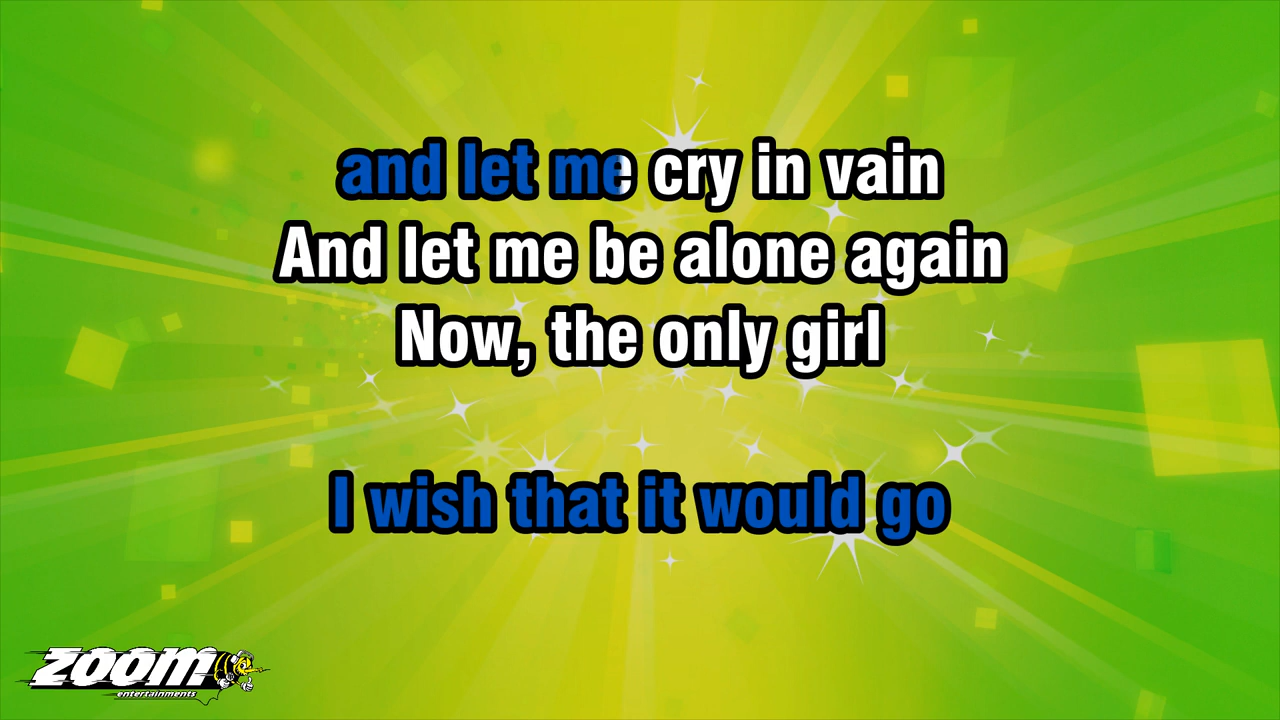 and let me cry in vain
And let me be alone again
Now, the only girl
I wish that it would go
zoom
entertainments